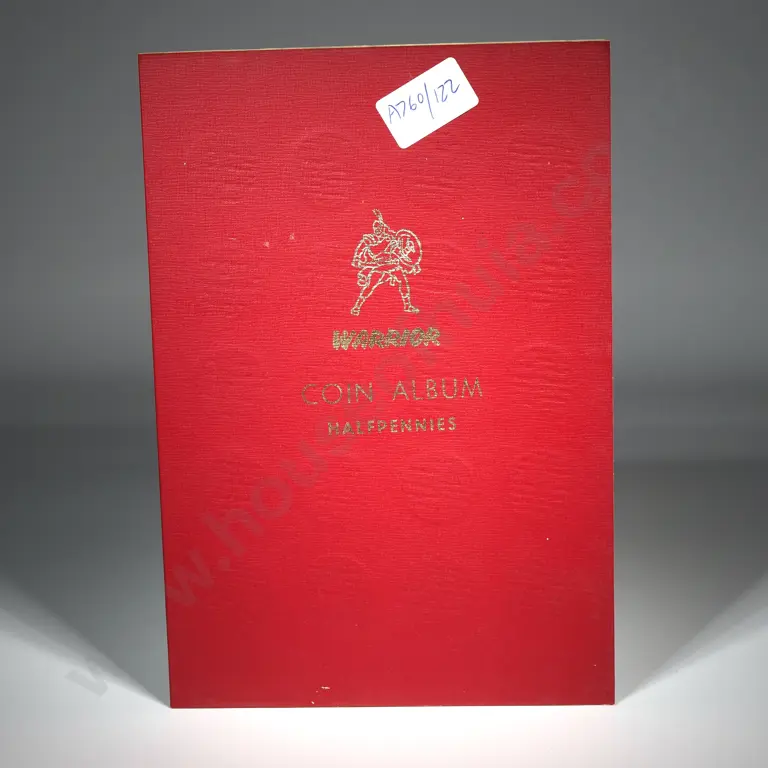 A760/122
WARRIOR
COIN ALBUM
HALFPENNIES